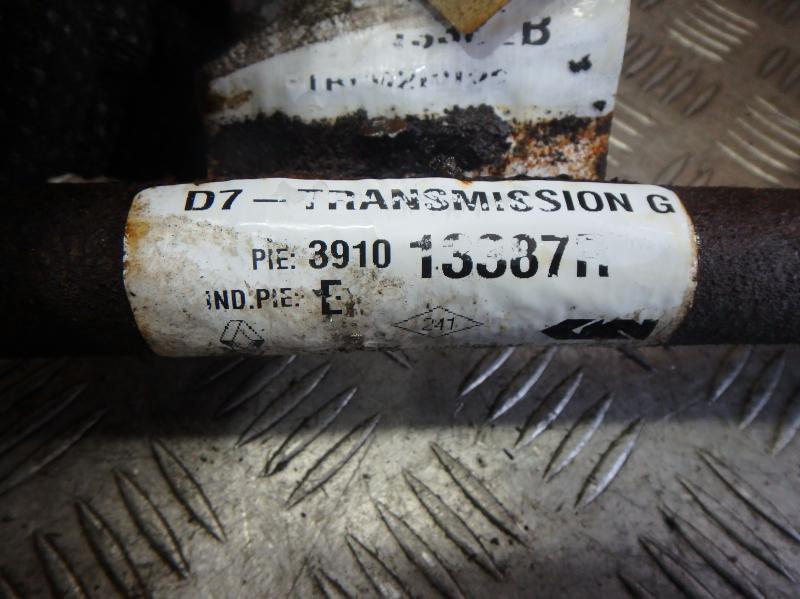 D7 - TRANSMISSION G
PIE: 3910 13387R
IND.PIE: E
241